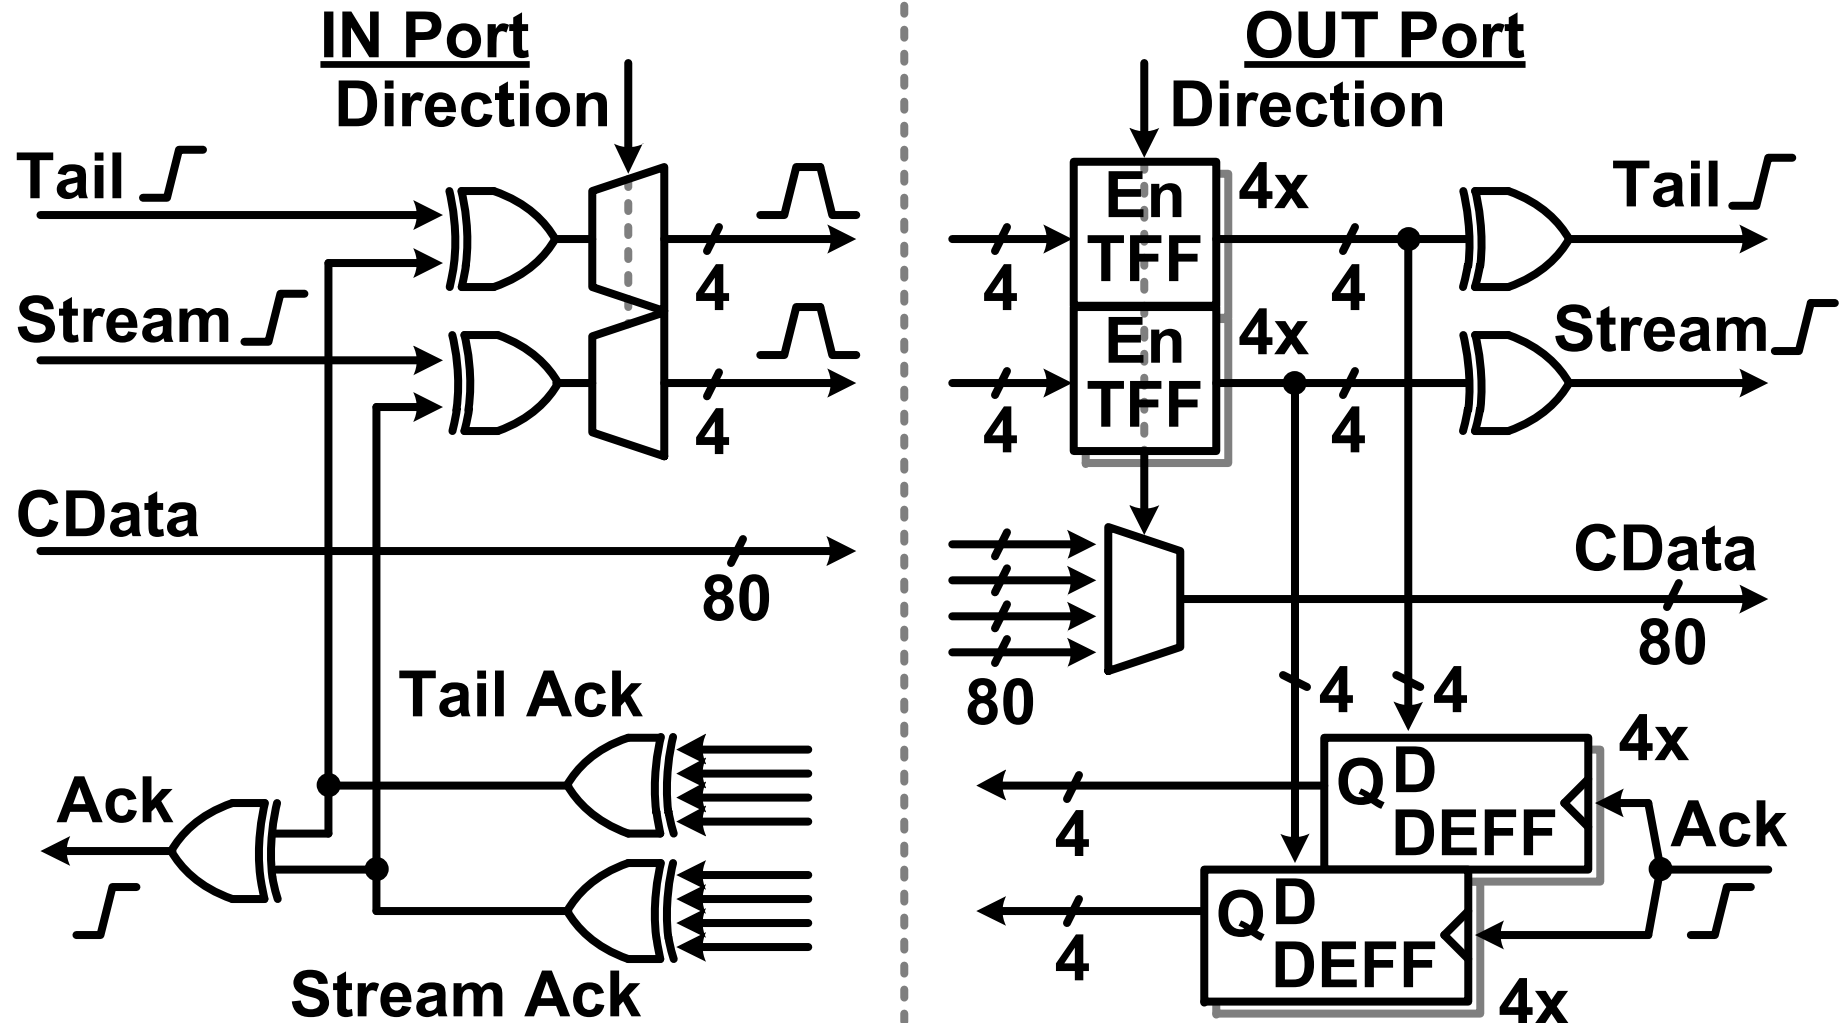 IN Port
Direction
Tail
Stream
4
4
CData
80
Tail Ack
Ack
Stream Ack
OUT Port
Direction
En
TFF
4x
Tail
4
4
En
TFF
4x
Stream
4
4
CData
80
80
4
4
4x
Q D
DEFF
4
Ack
Q D
DEFF
4
4x